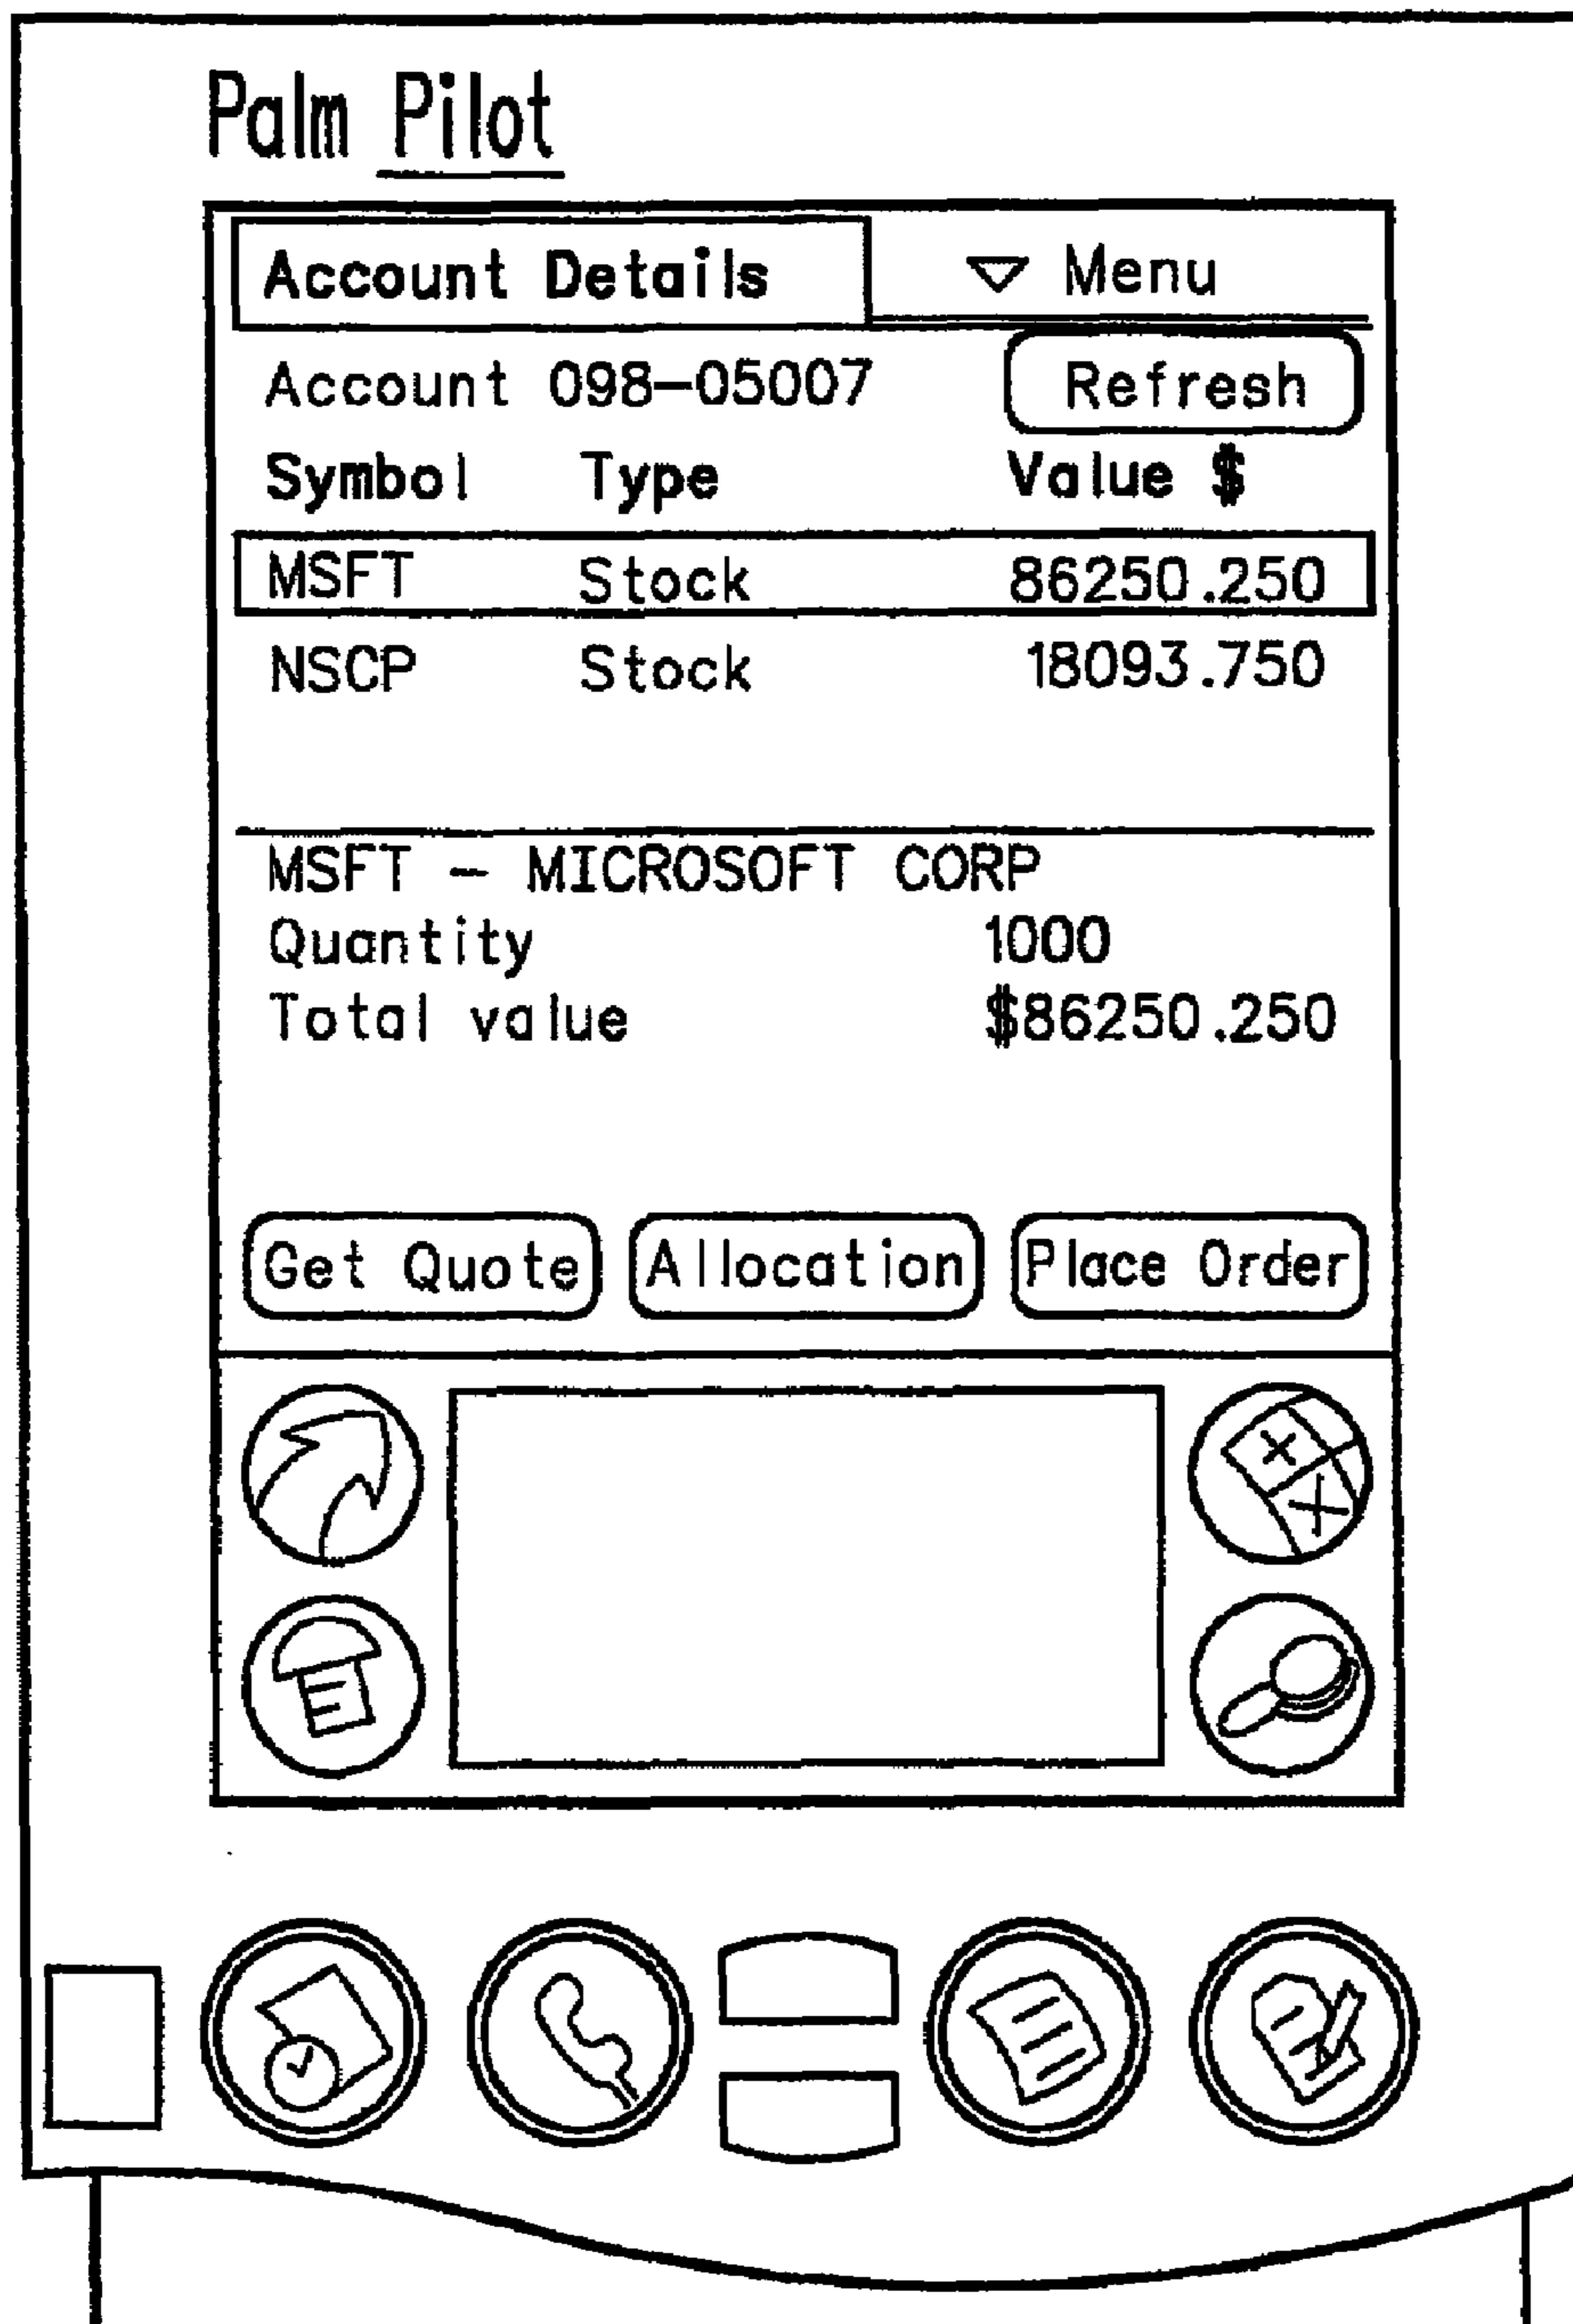 Palm Pilot
Account Details ▽ Menu
Account 098-05007 Refresh
Symbol Type Value $
MSFT Stock 86250.250
NSCP Stock 18093.750
MSFT - MICROSOFT CORP
Quantity 1000
Total value $86250.250
Get Quote Allocation Place Order